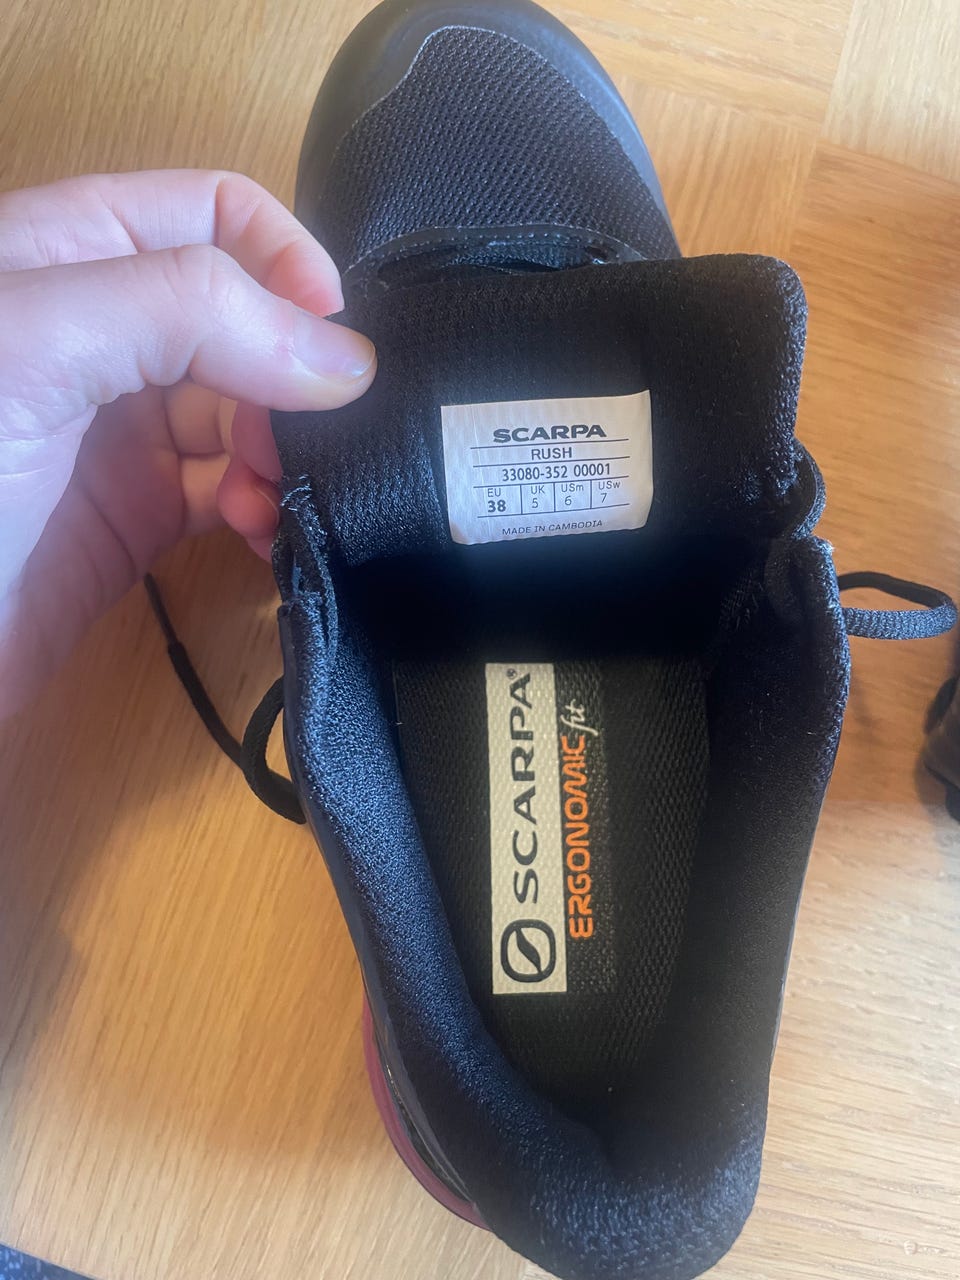 SCARPA
RUSH
33080-352 00001
EU UK USm USw
38 5 6 7
MADE IN CAMBODIA
SCARPA®
ERGONOMIC fit